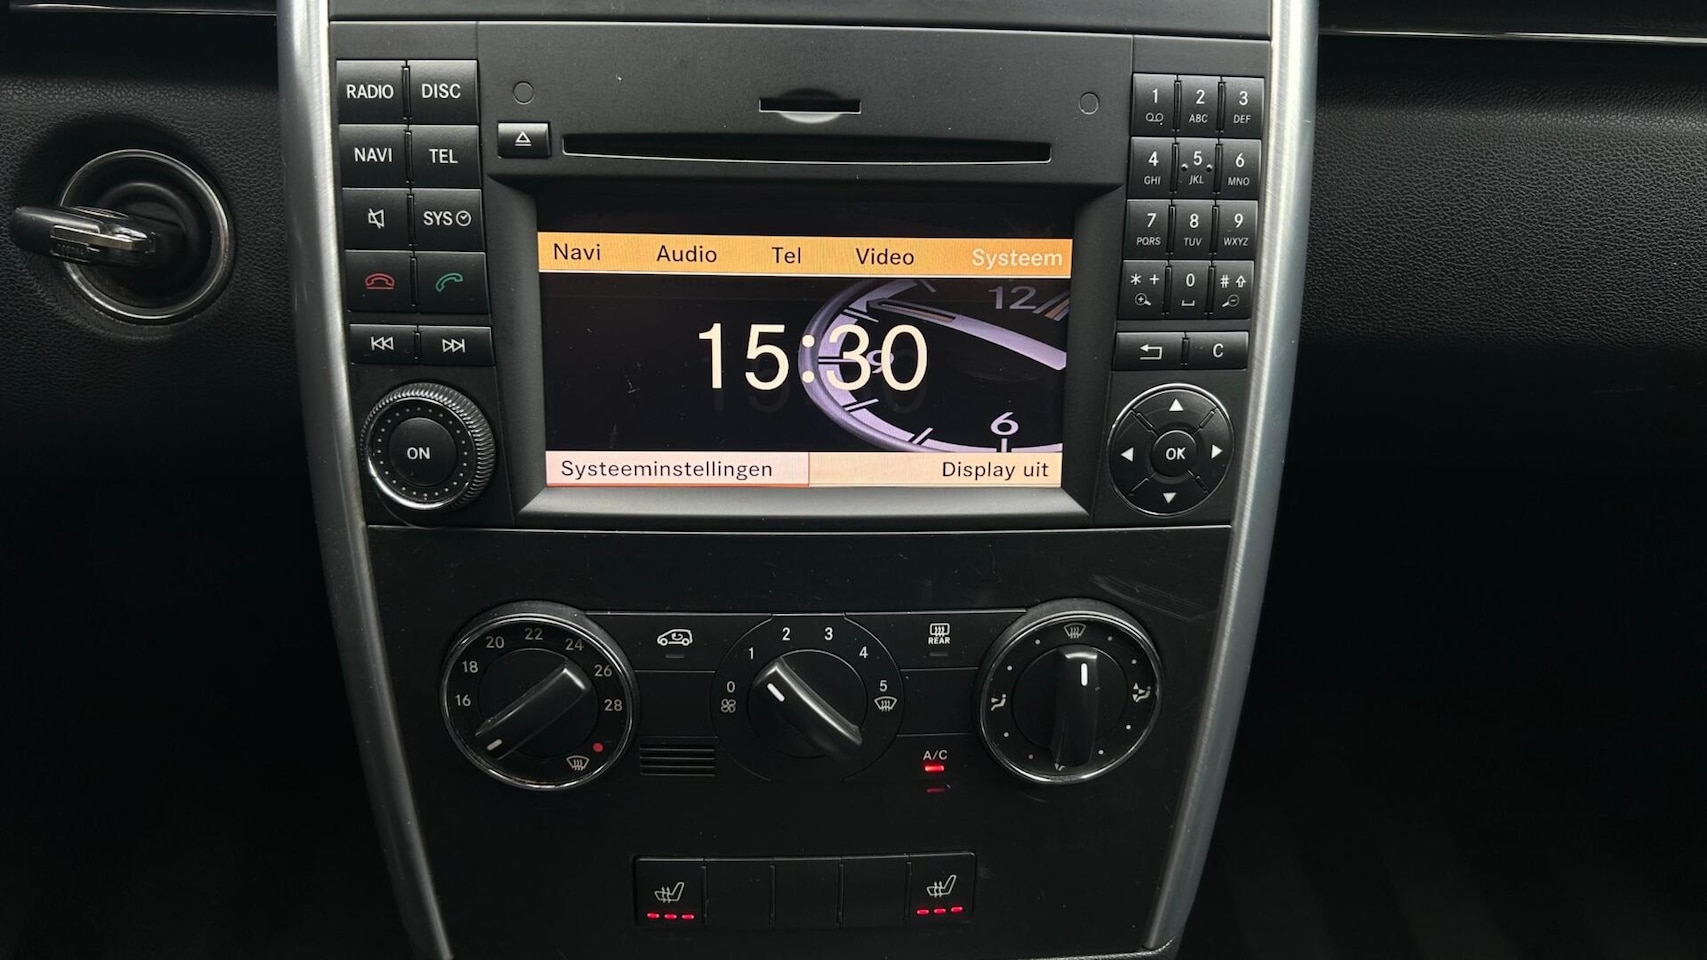 RADIO DISC
NAVI TEL
SYS
ON
1 2 ABC 3 DEF
4 GHI 5 JKL 6 MNO
7 PQRS 8 TUV 9 WXYZ
* + 0 #
C
OK
Navi Audio Tel Video Systeem
15:30
12
9
6
Systeeminstellingen Display uit
16 18 20 22 24 26 28
0 1 2 3 4 5
REAR
A/C